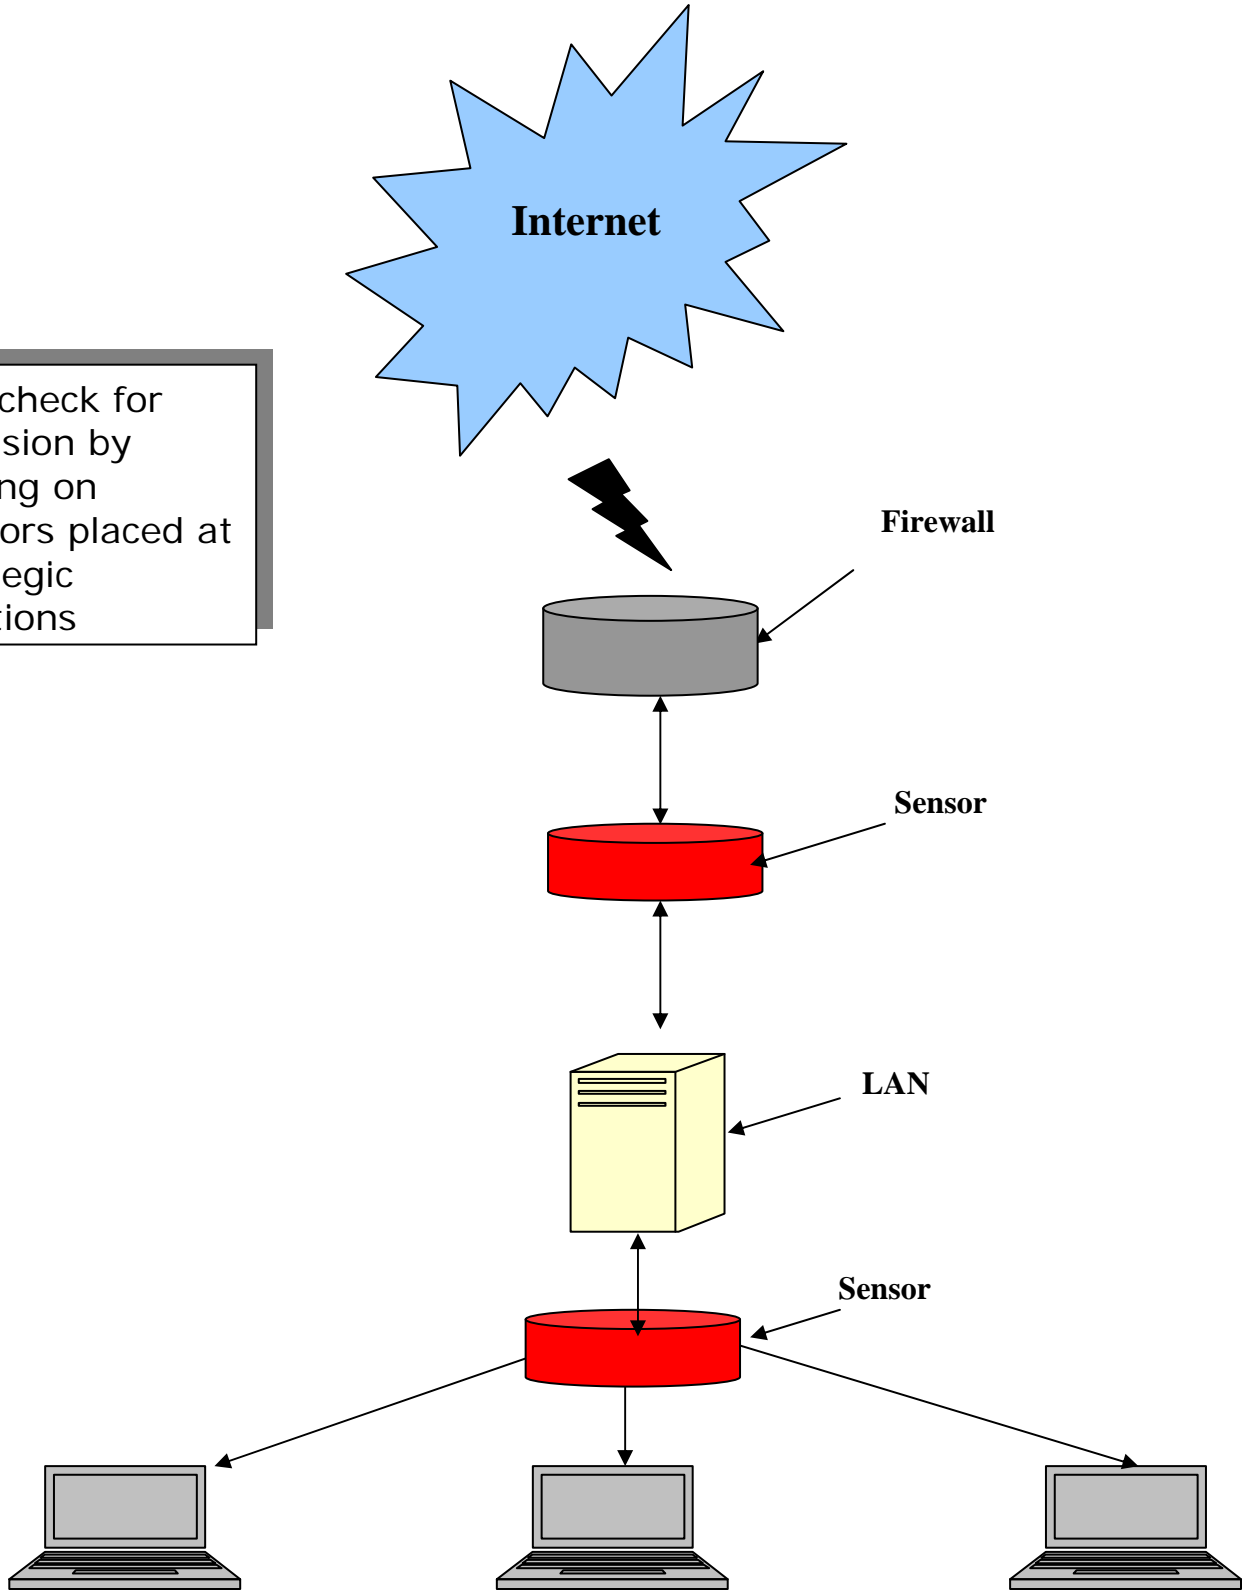 Internet
check for
sion by
ng on
ors placed at
egic
tions
Firewall
Sensor
LAN
Sensor